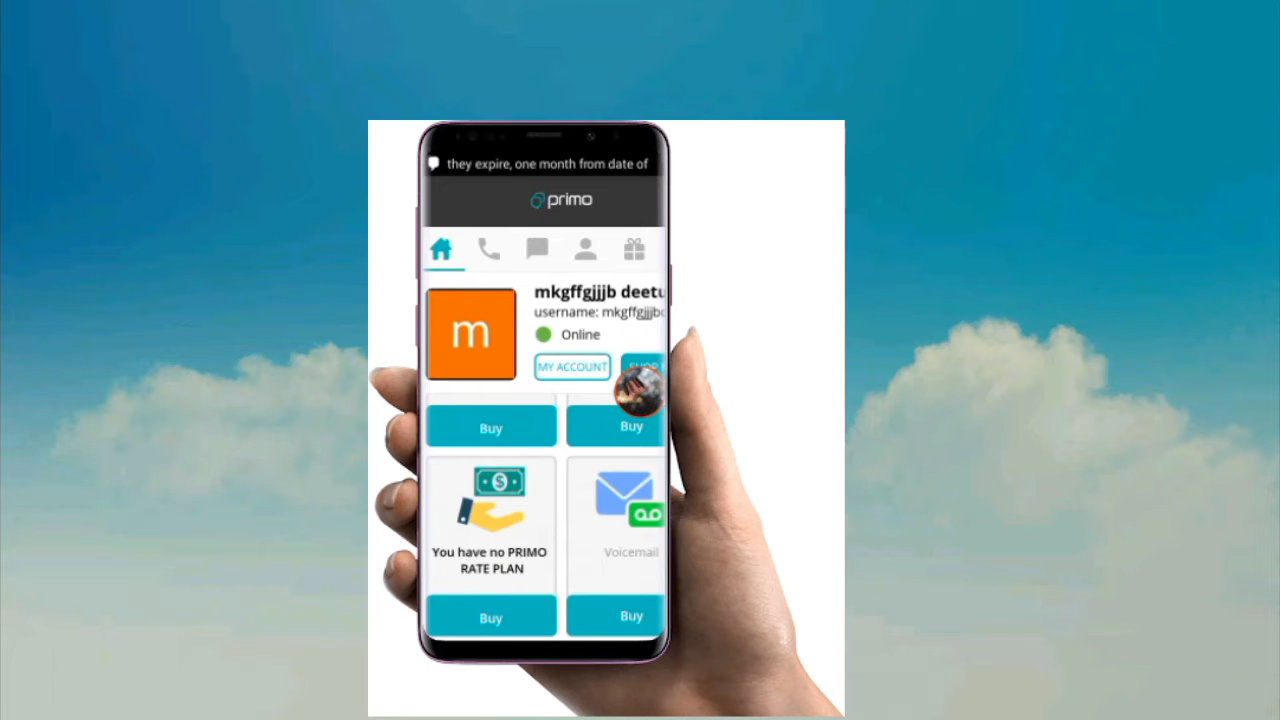 they expire, one month from date of
primo
mkgffgjjjb deetu
username: mkgffgjjjbd
m
Online
MY ACCOUNT
Buy
Buy
You have no PRIMO
RATE PLAN
Voicemail
Buy
Buy